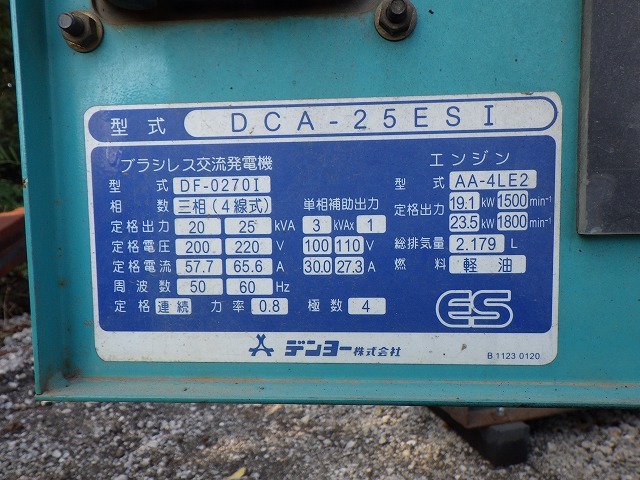 型式 DCA-25ESI
ブラシレス交流発電機
型式 DF-0270I
相数 三相(4線式) 単相補助出力
定格出力 20 25 kVA 3 kVAx 1
定格電圧 200 220 V 100 110 V
定格電流 57.7 65.6 A 30.0 27.3 A
周波数 50 60 Hz
定格 連続 力率 0.8 極数 4
エンジン
型式 AA-4LE2
定格出力 19.1 kW 1500 min⁻¹
23.5 kW 1800 min⁻¹
総排気量 2.179 L
燃料 軽油
ES
デンヨー株式会社
B 1123 0120